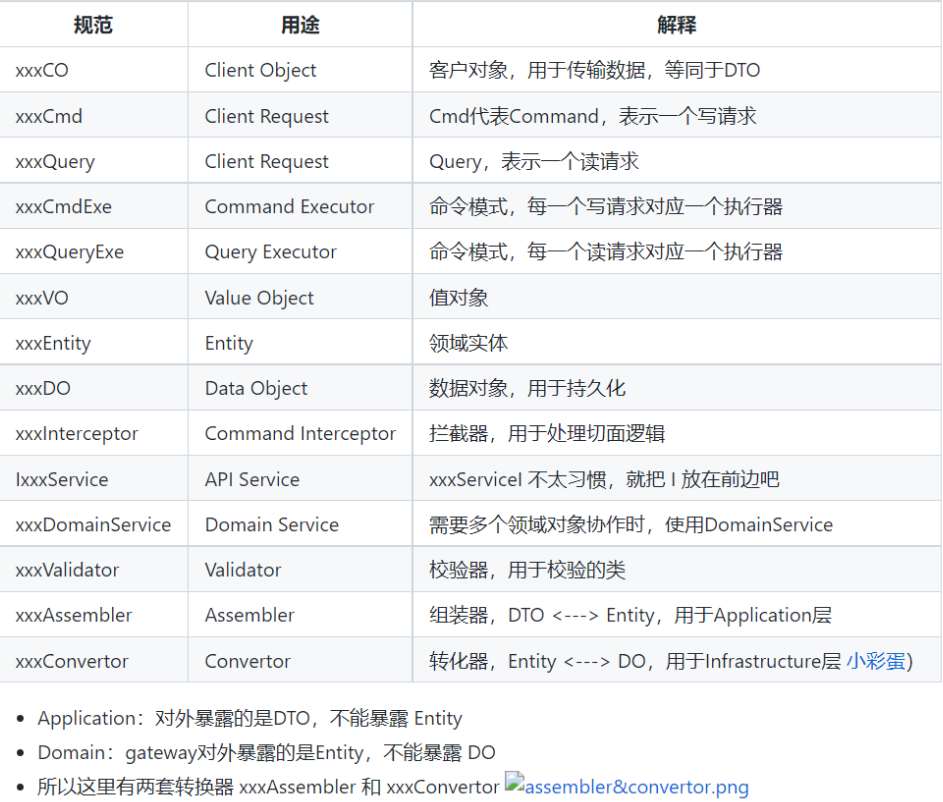 规范 用途 解释
xxxCO Client Object 客户对象，用于传输数据，等同于DTO
xxxCmd Client Request Cmd代表Command，表示一个写请求
xxxQuery Client Request Query，表示一个读请求
xxxCmdExe Command Executor 命令模式，每一个写请求对应一个执行器
xxxQueryExe Query Executor 命令模式，每一个读请求对应一个执行器
xxxVO Value Object 值对象
xxxEntity Entity 领域实体
xxxDO Data Object 数据对象，用于持久化
xxxInterceptor Command Interceptor 拦截器，用于处理切面逻辑
IxxxService API Service xxxServiceI 不太习惯，就把 I 放在前边吧
xxxDomainService Domain Service 需要多个领域对象协作时，使用DomainService
xxxValidator Validator 校验器，用于校验的类
xxxAssembler Assembler 组装器，DTO <---> Entity，用于Application层
xxxConvertor Convertor 转化器，Entity <---> DO，用于Infrastructure层 小彩蛋)
• Application：对外暴露的是DTO，不能暴露 Entity
• Domain：gateway对外暴露的是Entity，不能暴露 DO
• 所以这里有两套转换器 xxxAssembler 和 xxxConvertor assembler&convertor.png